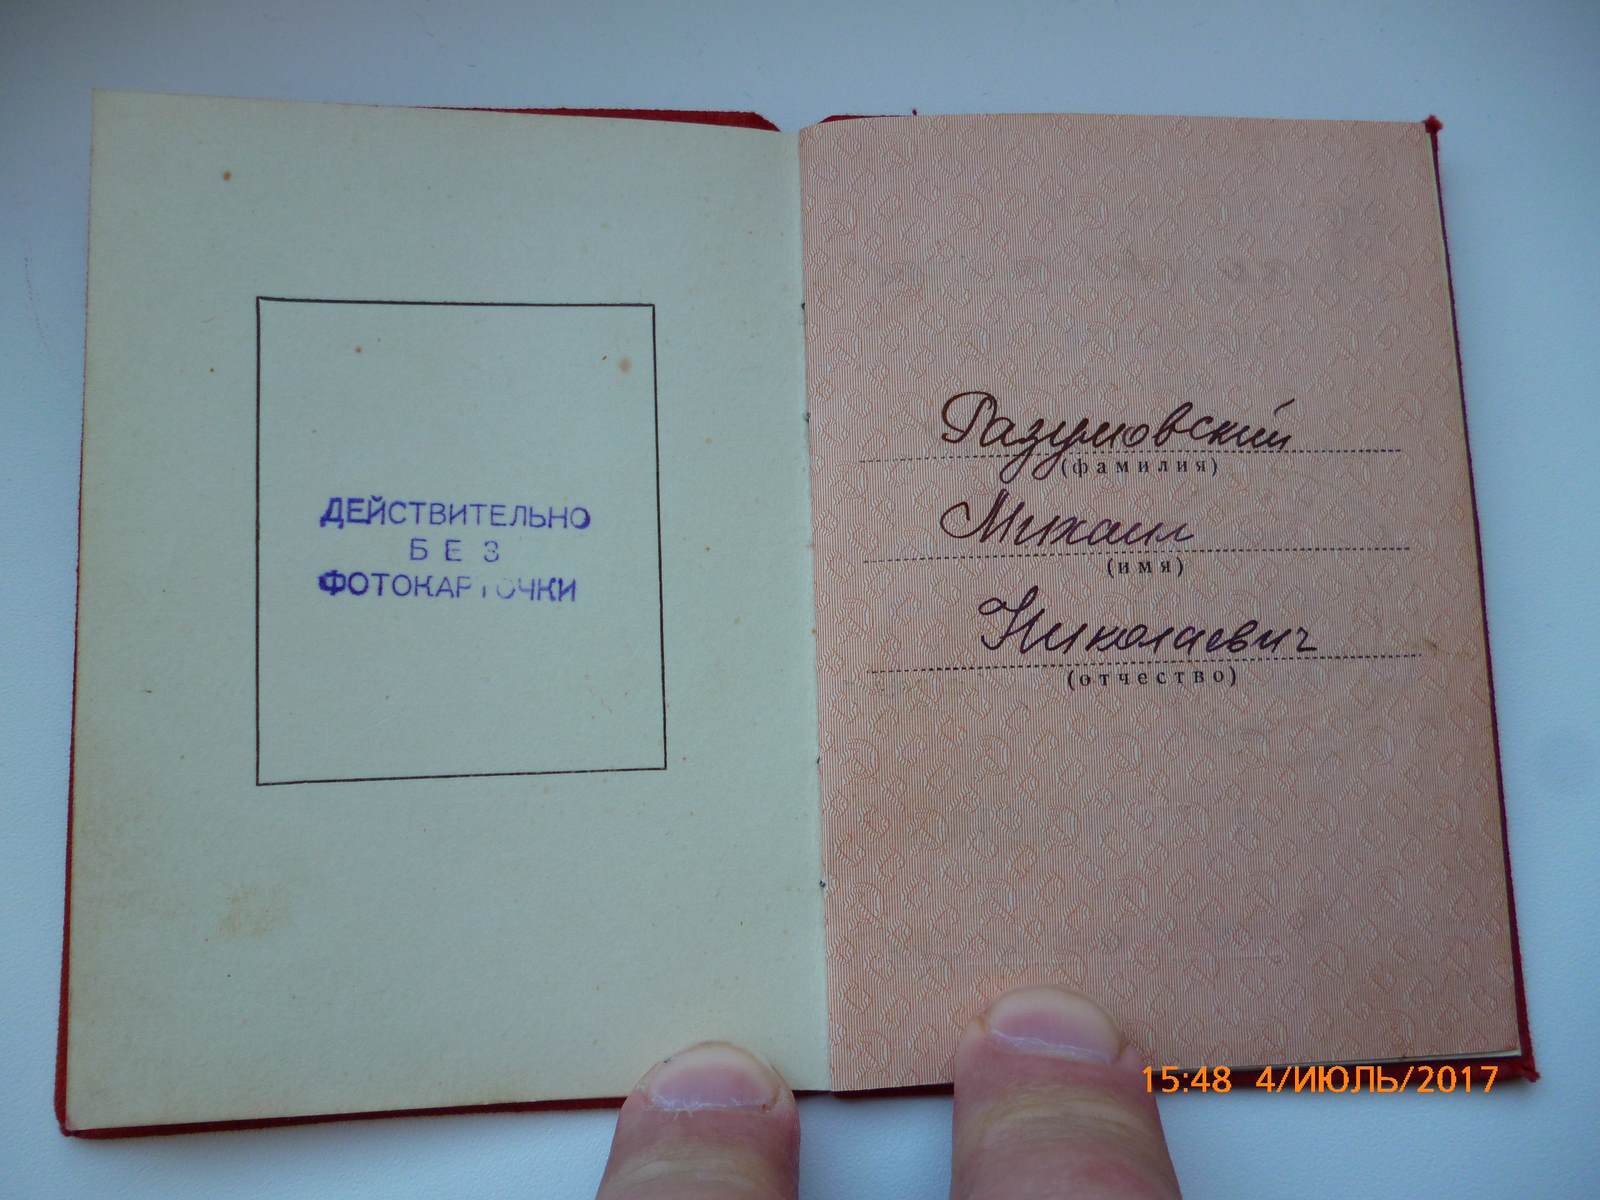 ДЕЙСТВИТЕЛЬНО
БЕЗ
ФОТОКАРТОЧКИ
Разумовский
(фамилия)
Михаил
(имя)
Николаевич
(отчество)
15:48 4/ИЮЛЬ/2017